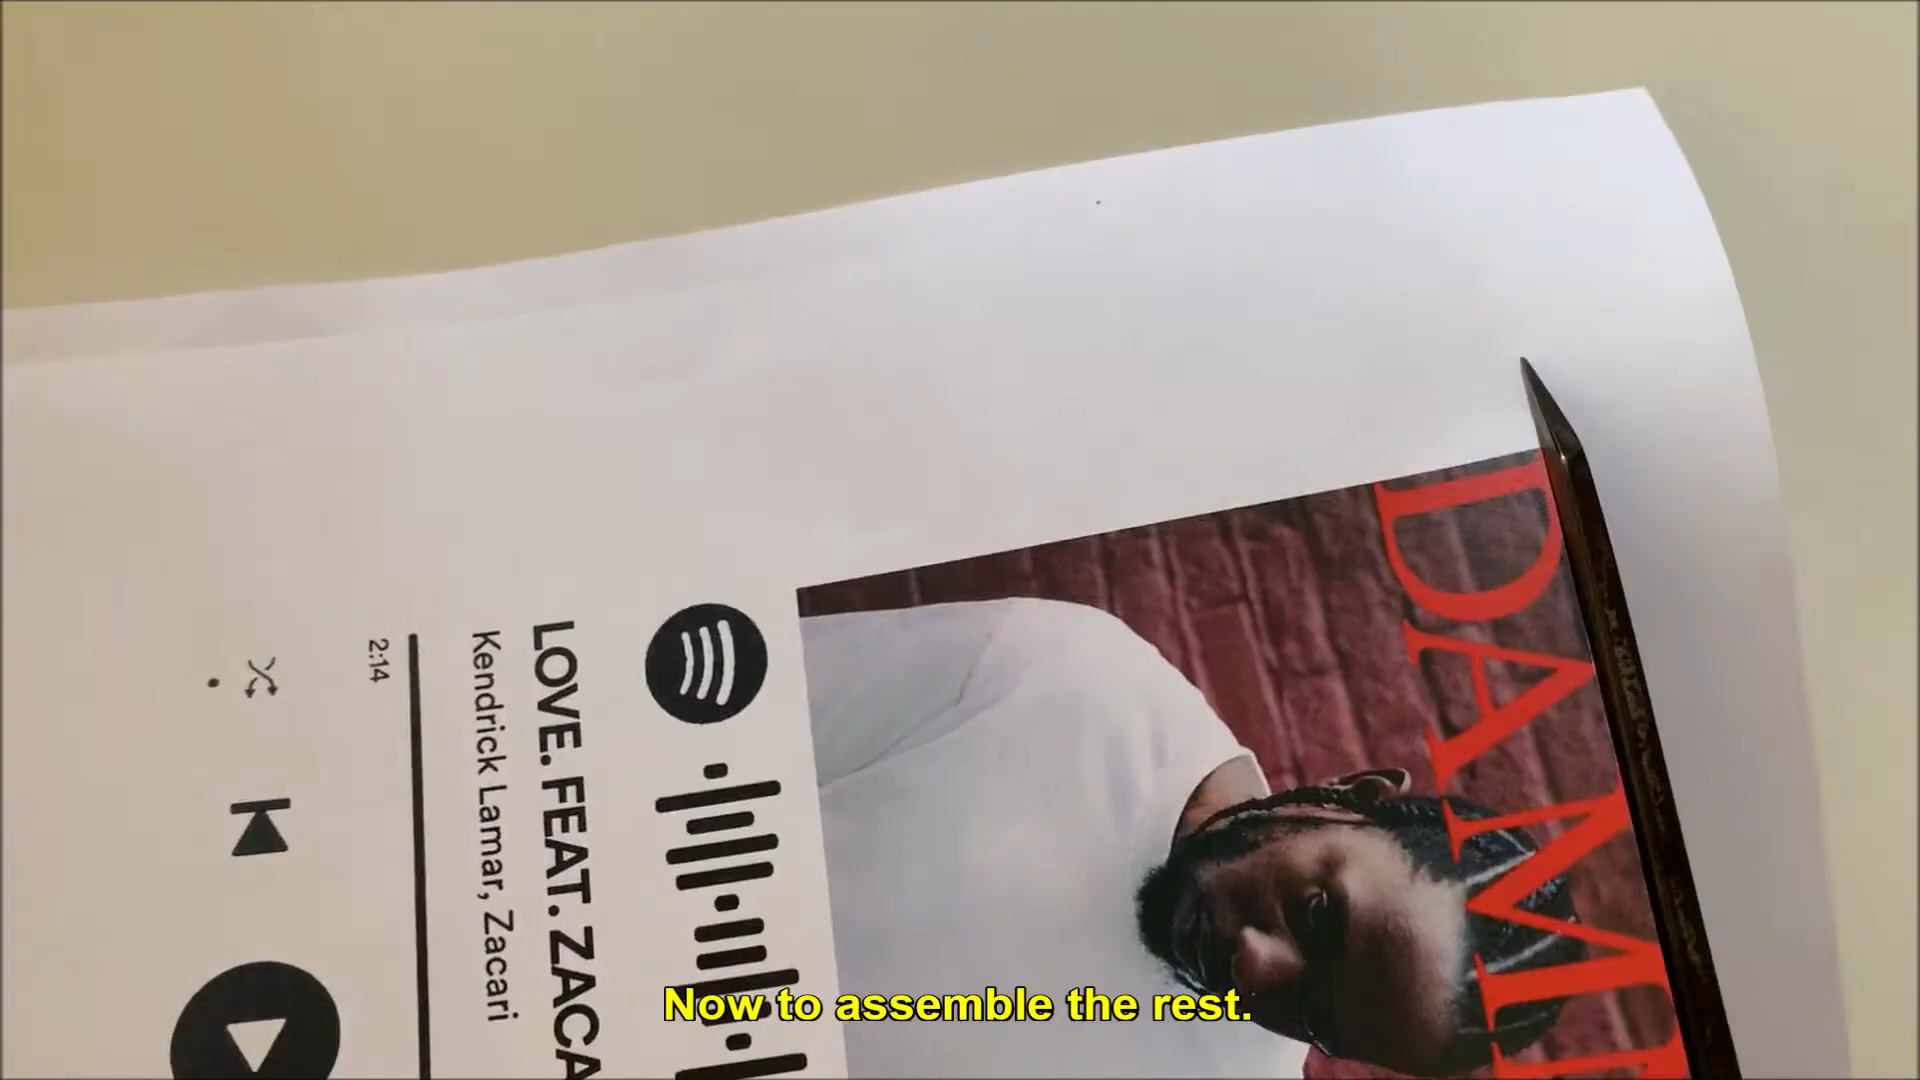 DAM
LOVE. FEAT. ZACA
Kendrick Lamar, Zacari
2:14
Now to assemble the rest.